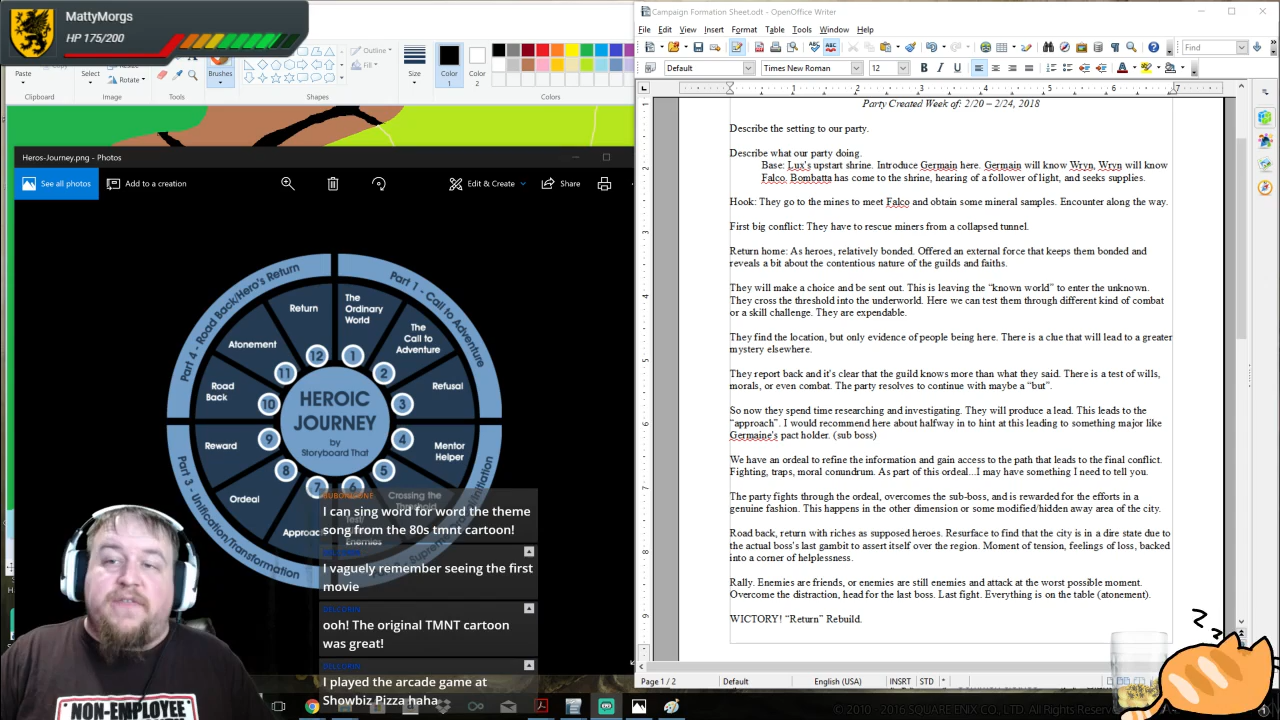 MattyMorgs
HP 175/200
Paste
Clipboard
Select
Rotate
Image
Tools
Brushes
Outline
Fill
Shapes
Size
Color
1
Color
2
Colors
Heros-Journey.png - Photos
See all photos
Add to a creation
Edit & Create
Share
Part 4 - Road Back/Hero's Return
Part 1 - Call to Adventure
Part 3 - Unification/Transformation
Return
The
Ordinary
World
The
Call to
Adventure
Atonement
Refusal
Road
Back
Mentor
Helper
Reward
Ordeal
Crossing the
12
1
11
2
10
3
9
4
8
5
7
6
HEROIC
JOURNEY
by
Storyboard That
I can sing word for word the theme
song from the 80s tmnt cartoon!
I vaguely remember seeing the first
movie
DELCORIN
ooh! The original TMNT cartoon
was great!
DELCORIN
I played the arcade game at
Showbiz Pizza haha
NON-EMPLOYEE
Campaign Formation Sheet.odt - OpenOffice Writer
File Edit View Insert Format Table Tools Window Help
Find
Default
Times New Roman
12
1 2 3 4 5 6 7
Party Created Week of: 2/20 – 2/24, 2018
Describe the setting to our party.
Describe what our party doing.
Base: Lux's upstart shrine. Introduce Germain here. Germain will know Wryn, Wryn will know
Falco. Bombatta has come to the shrine, hearing of a follower of light, and seeks supplies.
Hook: They go to the mines to meet Falco and obtain some mineral samples. Encounter along the way.
First big conflict: They have to rescue miners from a collapsed tunnel.
Return home: As heroes, relatively bonded. Offered an external force that keeps them bonded and
reveals a bit about the contentious nature of the guilds and faiths.
They will make a choice and be sent out. This is leaving the “known world” to enter the unknown.
They cross the threshold into the underworld. Here we can test them through different kind of combat
or a skill challenge. They are expendable.
They find the location, but only evidence of people being here. There is a clue that will lead to a greater
mystery elsewhere.
They report back and it's clear that the guild knows more than what they said. There is a test of wills,
morals, or even combat. The party resolves to continue with maybe a “but”.
So now they spend time researching and investigating. They will produce a lead. This leads to the
“approach”. I would recommend here about halfway in to hint at this leading to something major like
Germaine's pact holder. (sub boss)
We have an ordeal to refine the information and gain access to the path that leads to the final conflict.
Fighting, traps, moral conundrum. As part of this ordeal...I may have something I need to tell you.
The party fights through the ordeal, overcomes the sub-boss, and is rewarded for the efforts in a
genuine fashion. This happens in the other dimension or some modified/hidden away area of the city.
Road back, return with riches as supposed heroes. Resurface to find that the city is in a dire state due to
the actual boss's last gambit to assert itself over the region. Moment of tension, feelings of loss, backed
into a corner of helplessness.
Rally. Enemies are friends, or enemies are still enemies and attack at the worst possible moment.
Overcome the distraction, head for the last boss. Last fight. Everything is on the table (atonement).
WICTORY! “Return” Rebuild.
Page 1 / 2
Default
English (USA)
INSRT
STD
*
© 2010 - 2016 SQUARE ENIX CO., LTD.